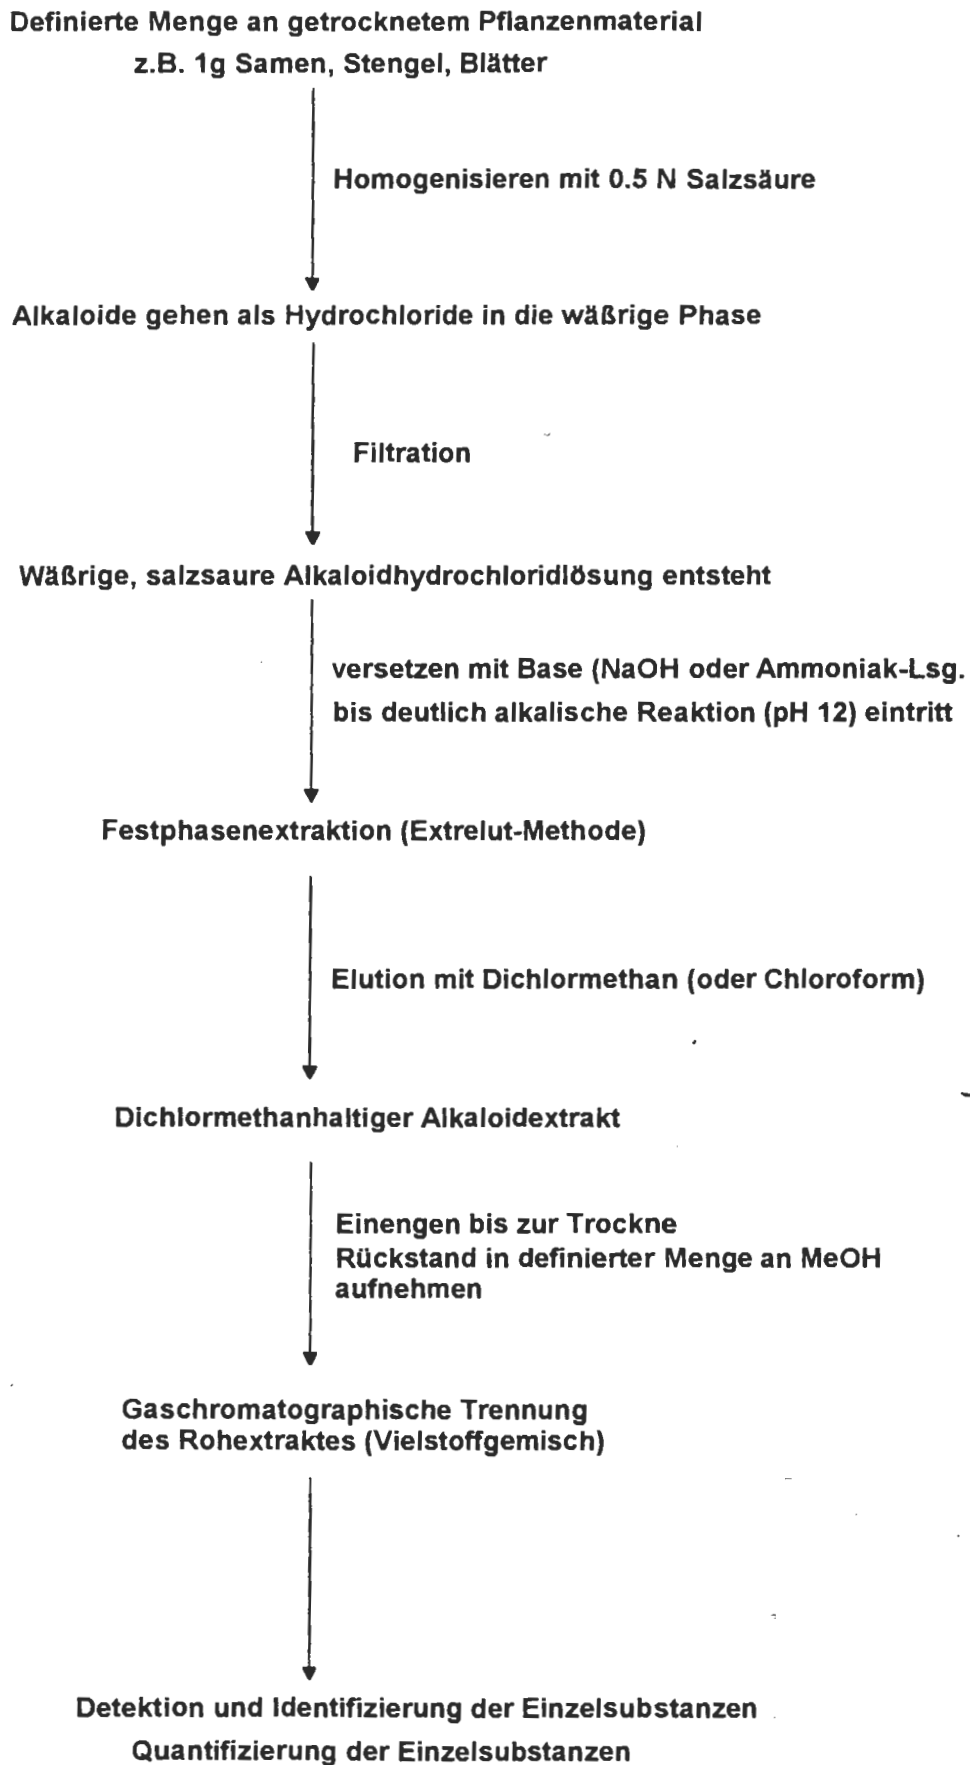 Definierte Menge an getrocknetem Pflanzenmaterial
z.B. 1g Samen, Stengel, Blätter
Homogenisieren mit 0.5 N Salzsäure
Alkaloide gehen als Hydrochloride in die wäßrige Phase
Filtration
Wäßrige, salzsaure Alkaloidhydrochloridlösung entsteht
versetzen mit Base (NaOH oder Ammoniak-Lsg.
bis deutlich alkalische Reaktion (pH 12) eintritt
Festphasenextraktion (Extrelut-Methode)
Elution mit Dichlormethan (oder Chloroform)
Dichlormethanhaltiger Alkaloidextrakt
Einengen bis zur Trockne
Rückstand in definierter Menge an MeOH
aufnehmen
Gaschromatographische Trennung
des Rohextraktes (Vielstoffgemisch)
Detektion und Identifizierung der Einzelsubstanzen
Quantifizierung der Einzelsubstanzen